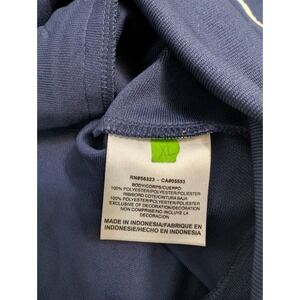 XL
RN#56323 - CA#05553
BODY/CORPS/CUERPO
100% POLYESTER/POLYESTER/POLIESTER
RIB/BORD COTE/CINTURA BAJA
100% POLYESTER/POLYESTER/POLIESTER
EXCLUSIVE OF DECORATION/DECORATION
NON COMPRISE/NO INCLUYE LA
DECORACION
MADE IN INDONESIA/FABRIQUE EN
INDONESIE/HECHO EN INDONESIA